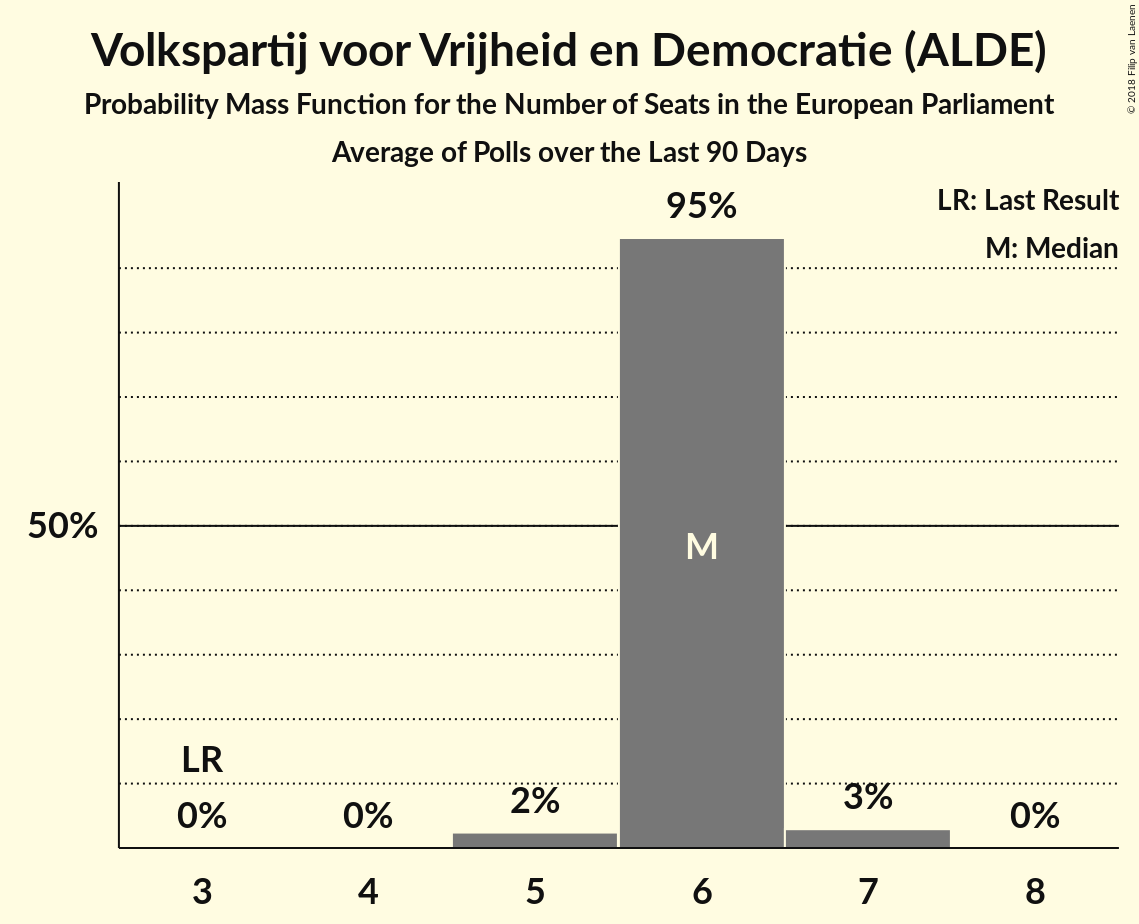 Volkspartij voor Vrijheid en Democratie (ALDE)
Probability Mass Function for the Number of Seats in the European Parliament
Average of Polls over the Last 90 Days
© 2018 Filip van Laenen
LR: Last Result
M: Median
95%
50%
M
LR
0%
0%
2%
3%
0%
3
4
5
6
7
8